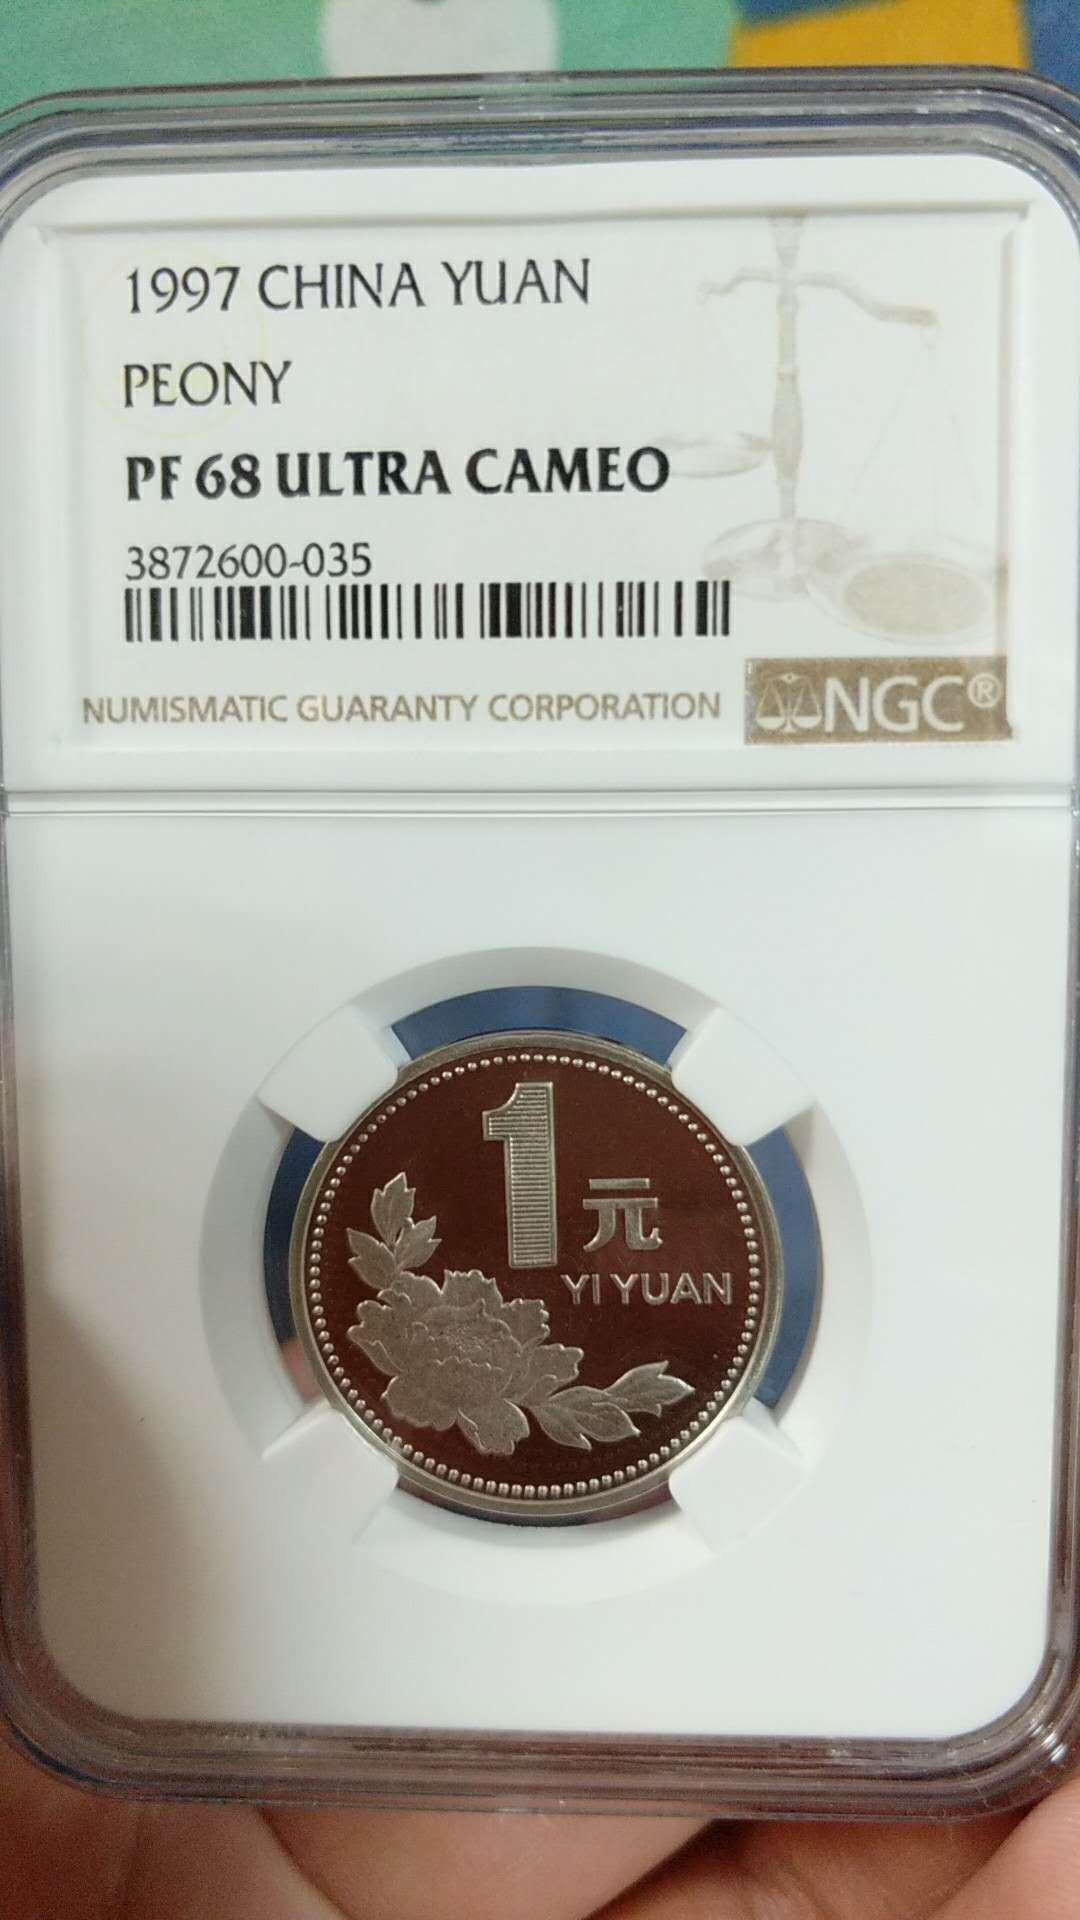 1997 CHINA YUAN
PEONY
PF 68 ULTRA CAMEO
3872600-035
NUMISMATIC GUARANTY CORPORATION
NGC®
1
元
YI YUAN